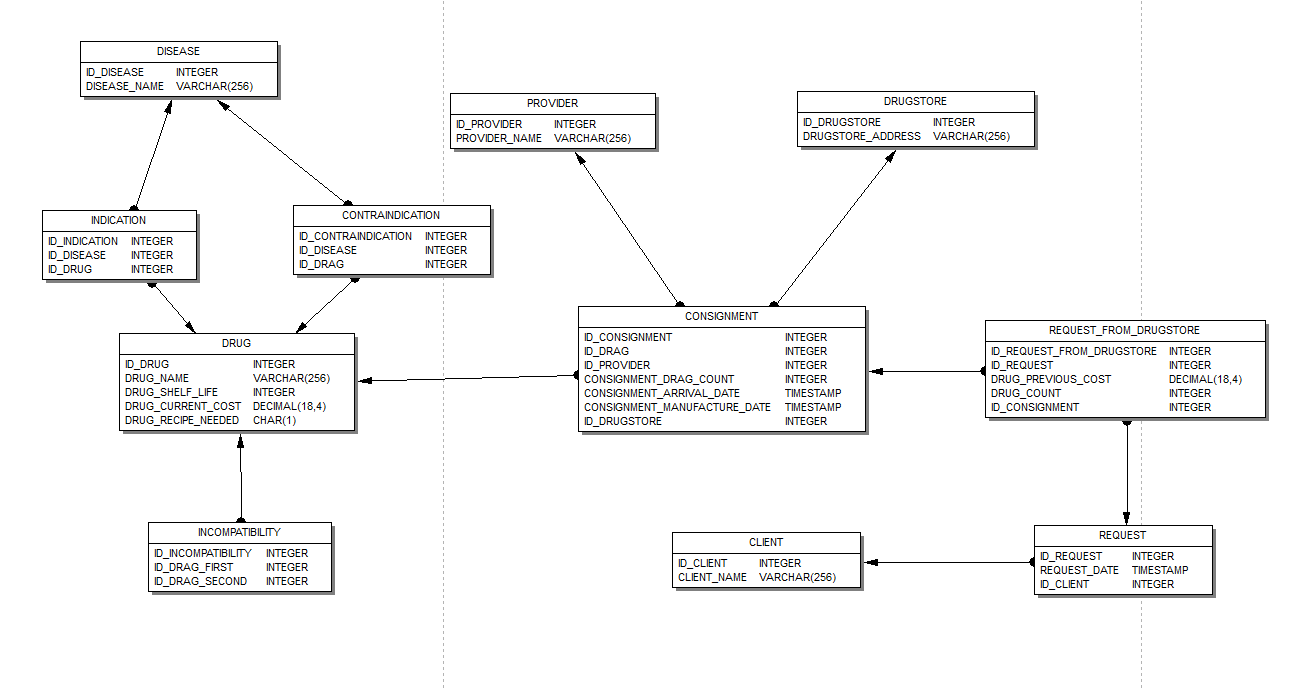 DISEASE
ID_DISEASE INTEGER
DISEASE_NAME VARCHAR(256)
PROVIDER
ID_PROVIDER INTEGER
PROVIDER_NAME VARCHAR(256)
DRUGSTORE
ID_DRUGSTORE INTEGER
DRUGSTORE_ADDRESS VARCHAR(256)
INDICATION
ID_INDICATION INTEGER
ID_DISEASE INTEGER
ID_DRUG INTEGER
CONTRAINDICATION
ID_CONTRAINDICATION INTEGER
ID_DISEASE INTEGER
ID_DRAG INTEGER
DRUG
ID_DRUG INTEGER
DRUG_NAME VARCHAR(256)
DRUG_SHELF_LIFE INTEGER
DRUG_CURRENT_COST DECIMAL(18,4)
DRUG_RECIPE_NEEDED CHAR(1)
CONSIGNMENT
ID_CONSIGNMENT INTEGER
ID_DRAG INTEGER
ID_PROVIDER INTEGER
CONSIGNMENT_DRAG_COUNT INTEGER
CONSIGNMENT_ARRIVAL_DATE TIMESTAMP
CONSIGNMENT_MANUFACTURE_DATE TIMESTAMP
ID_DRUGSTORE INTEGER
REQUEST_FROM_DRUGSTORE
ID_REQUEST_FROM_DRUGSTORE INTEGER
ID_REQUEST INTEGER
DRUG_PREVIOUS_COST DECIMAL(18,4)
DRUG_COUNT INTEGER
ID_CONSIGNMENT INTEGER
INCOMPATIBILITY
ID_INCOMPATIBILITY INTEGER
ID_DRAG_FIRST INTEGER
ID_DRAG_SECOND INTEGER
CLIENT
ID_CLIENT INTEGER
CLIENT_NAME VARCHAR(256)
REQUEST
ID_REQUEST INTEGER
REQUEST_DATE TIMESTAMP
ID_CLIENT INTEGER